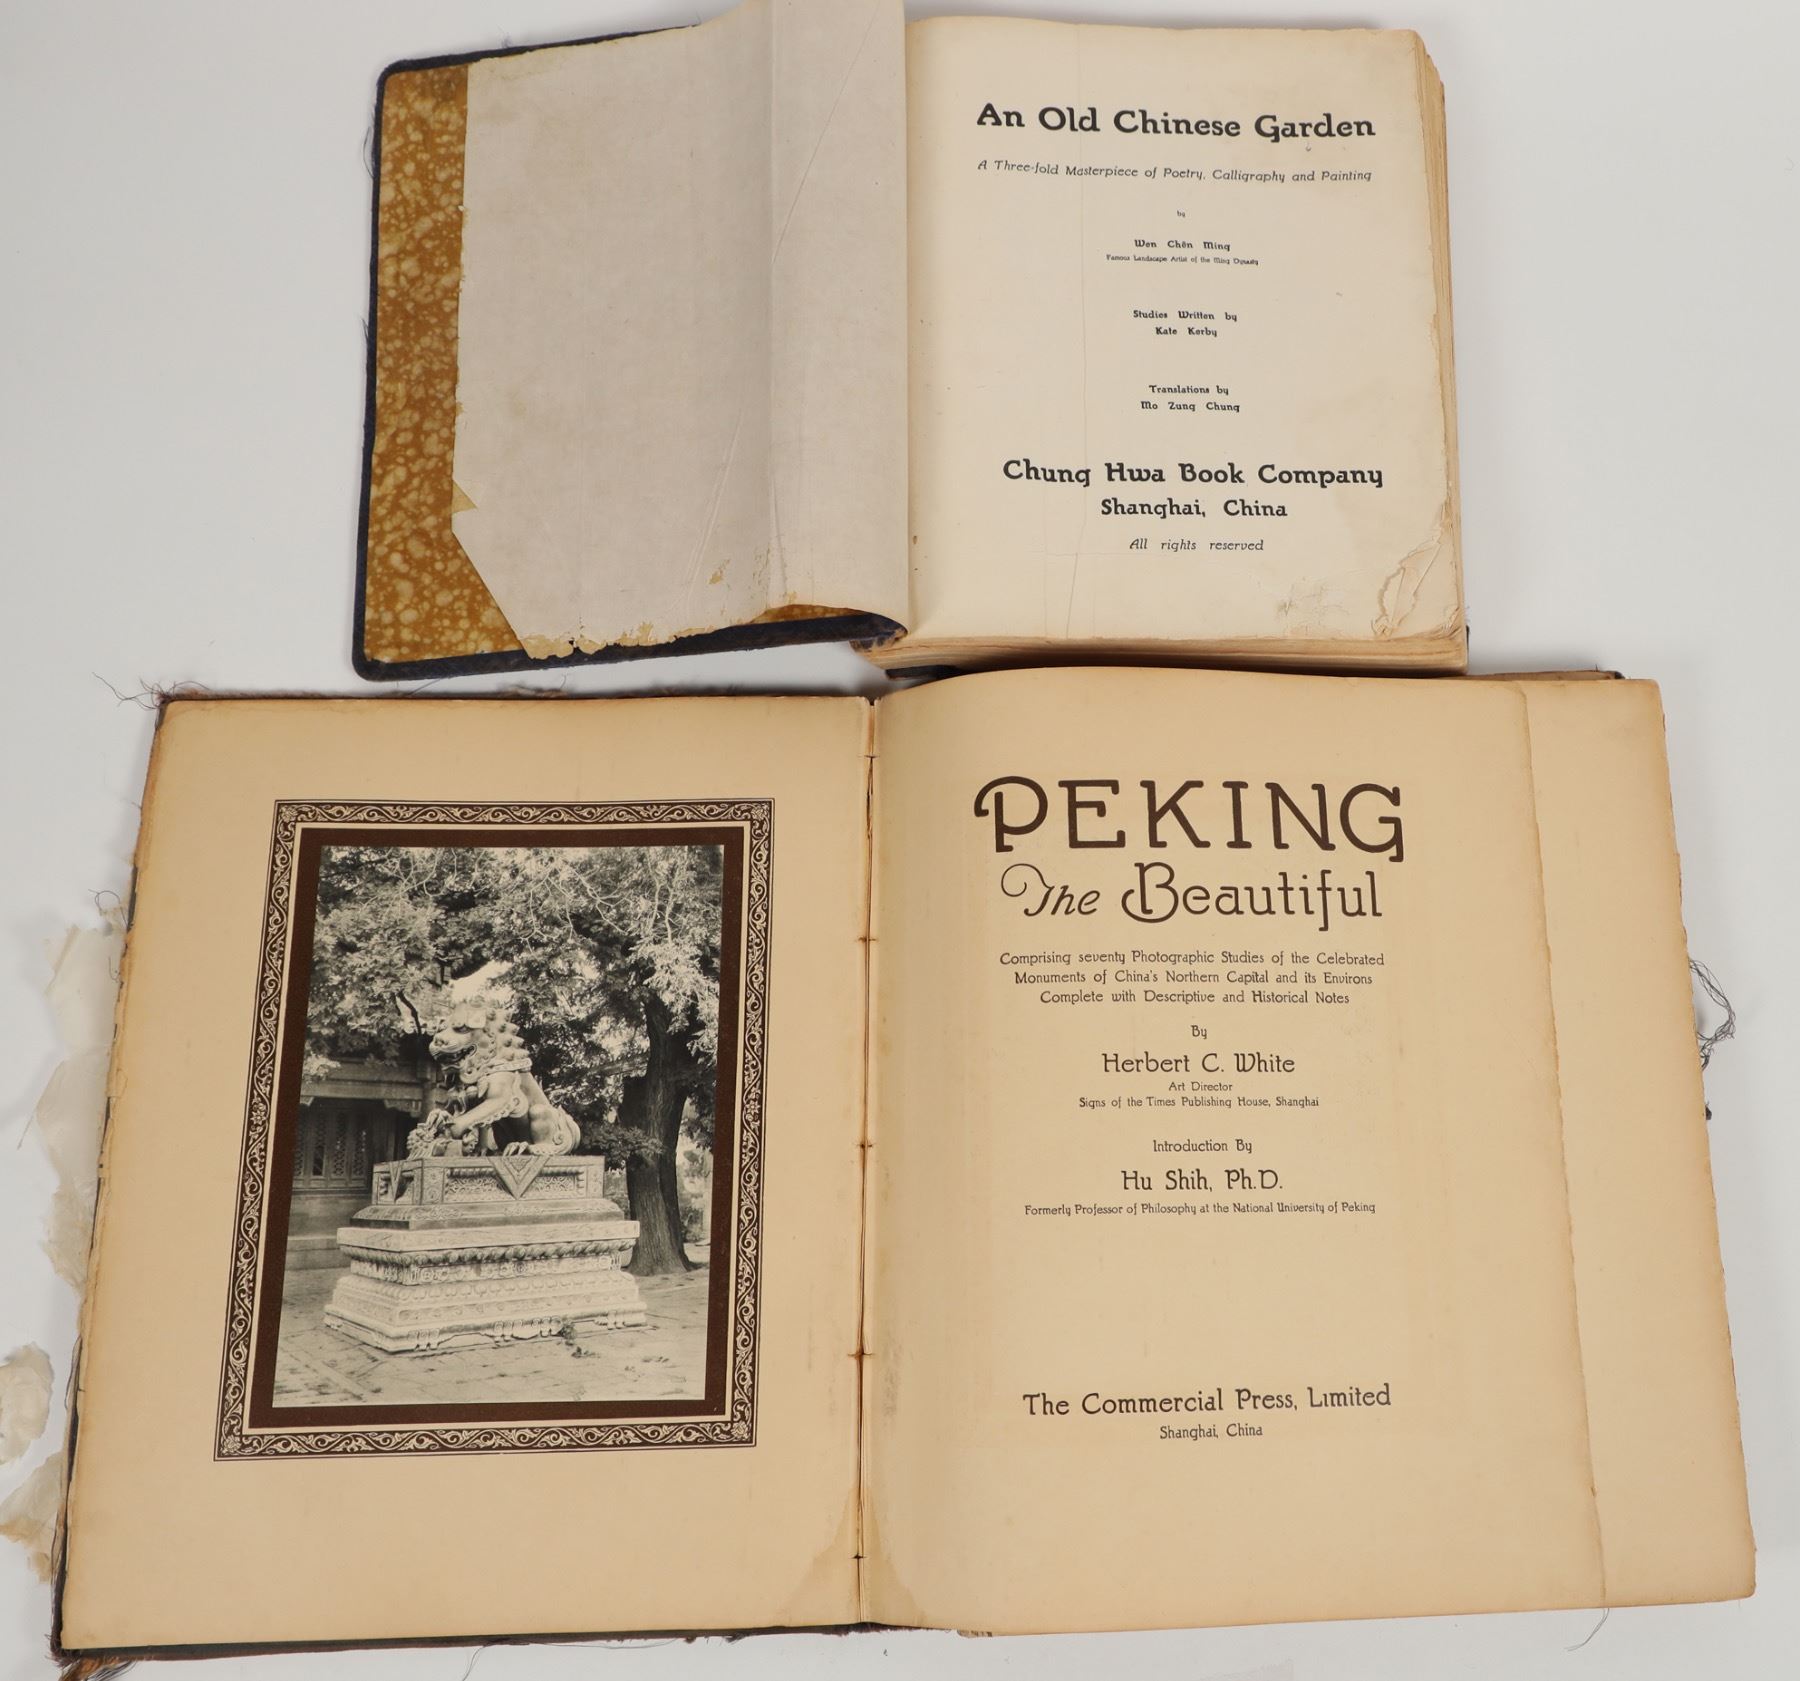 An Old Chinese Garden
A Three-fold Masterpiece of Poetry, Calligraphy and Painting
by
Wen Chên Ming
Famous Landscape Artist of the Ming Dynasty
Studies Written by
Kate Kerby
Translations by
Mo Zung Chung
Chung Hwa Book Company
Shanghai, China
All rights reserved
PEKING
The Beautiful
Comprising seventy Photographic Studies of the Celebrated
Monuments of China's Northern Capital and its Environs
Complete with Descriptive and Historical Notes
By
Herbert C. White
Art Director
Signs of the Times Publishing House, Shanghai
Introduction By
Hu Shih, Ph.D.
Formerly Professor of Philosophy at the National University of Peking
The Commercial Press, Limited
Shanghai, China